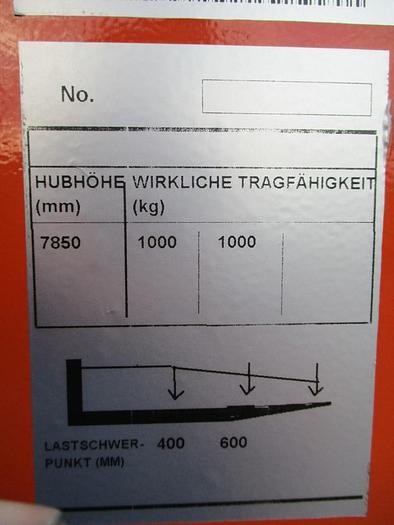 No.
HUBHÖHE WIRKLICHE TRAGFÄHIGKEIT
(mm) (kg)
7850 1000 1000
LASTSCHWER- 400 600
PUNKT (MM)